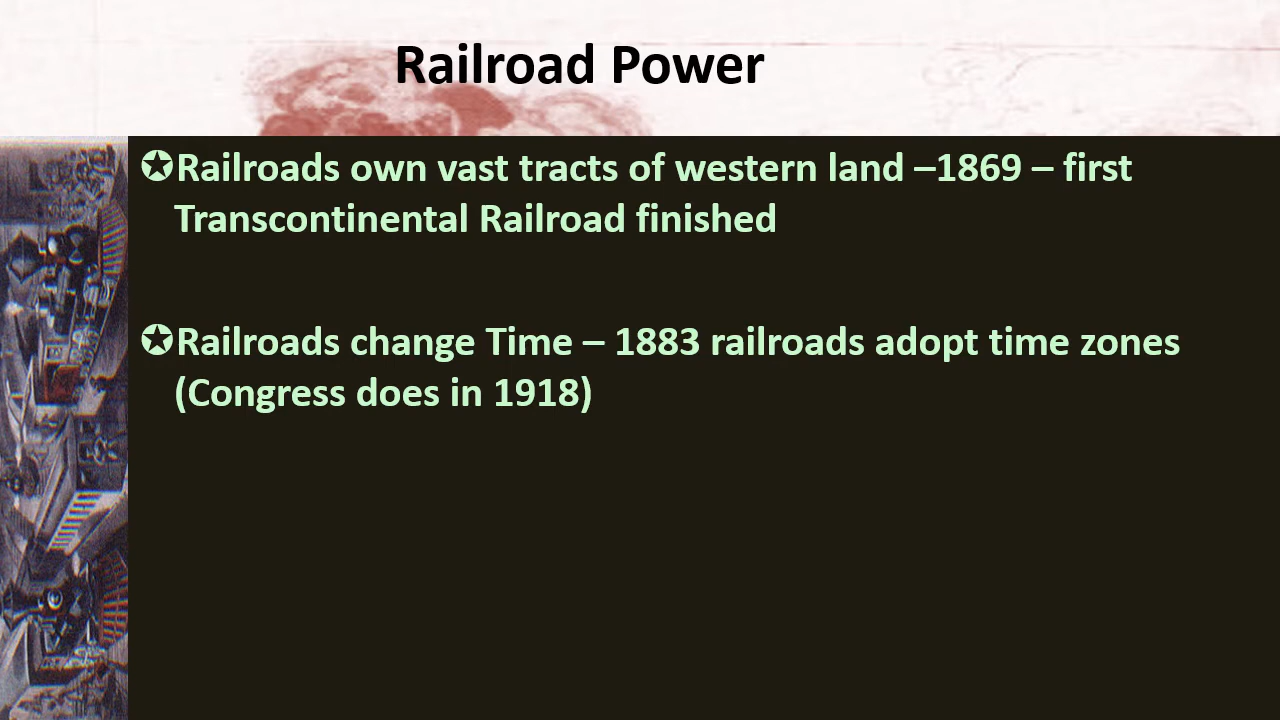 Railroad Power
✪Railroads own vast tracts of western land –1869 – first
Transcontinental Railroad finished
✪Railroads change Time – 1883 railroads adopt time zones
(Congress does in 1918)